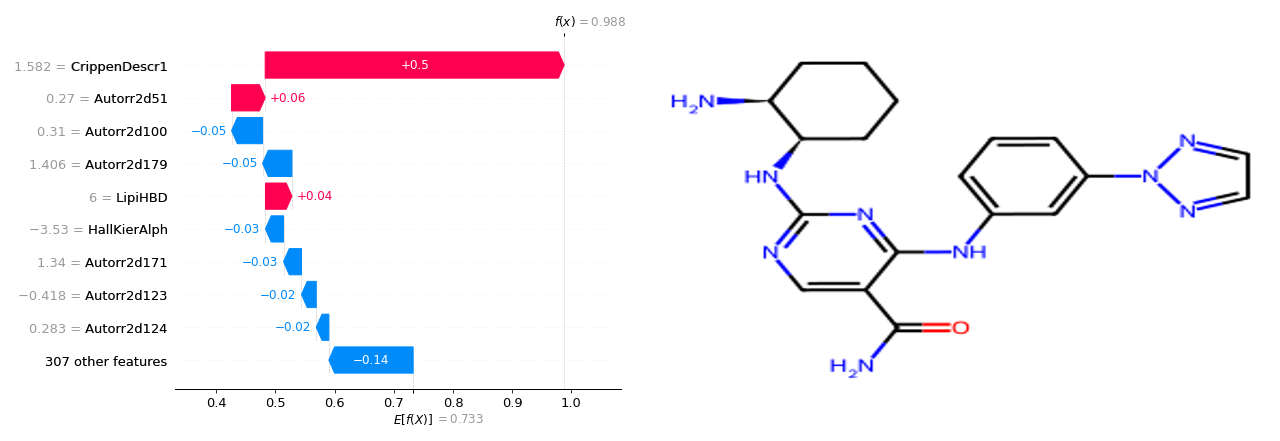 f(x) = 0.988
1.582 = CrippenDescr1
+0.5
0.27 = Autorr2d51
+0.06
0.31 = Autorr2d100
−0.05
1.406 = Autorr2d179
−0.05
6 = LipiHBD
+0.04
−3.53 = HallKierAlph
−0.03
1.34 = Autorr2d171
−0.03
−0.418 = Autorr2d123
−0.02
0.283 = Autorr2d124
−0.02
307 other features
−0.14
0.4 0.5 0.6 0.7 0.8 0.9 1.0
E[f(X)] = 0.733
H₂N
HN
N
N
NH
N
N
N
O
H₂N